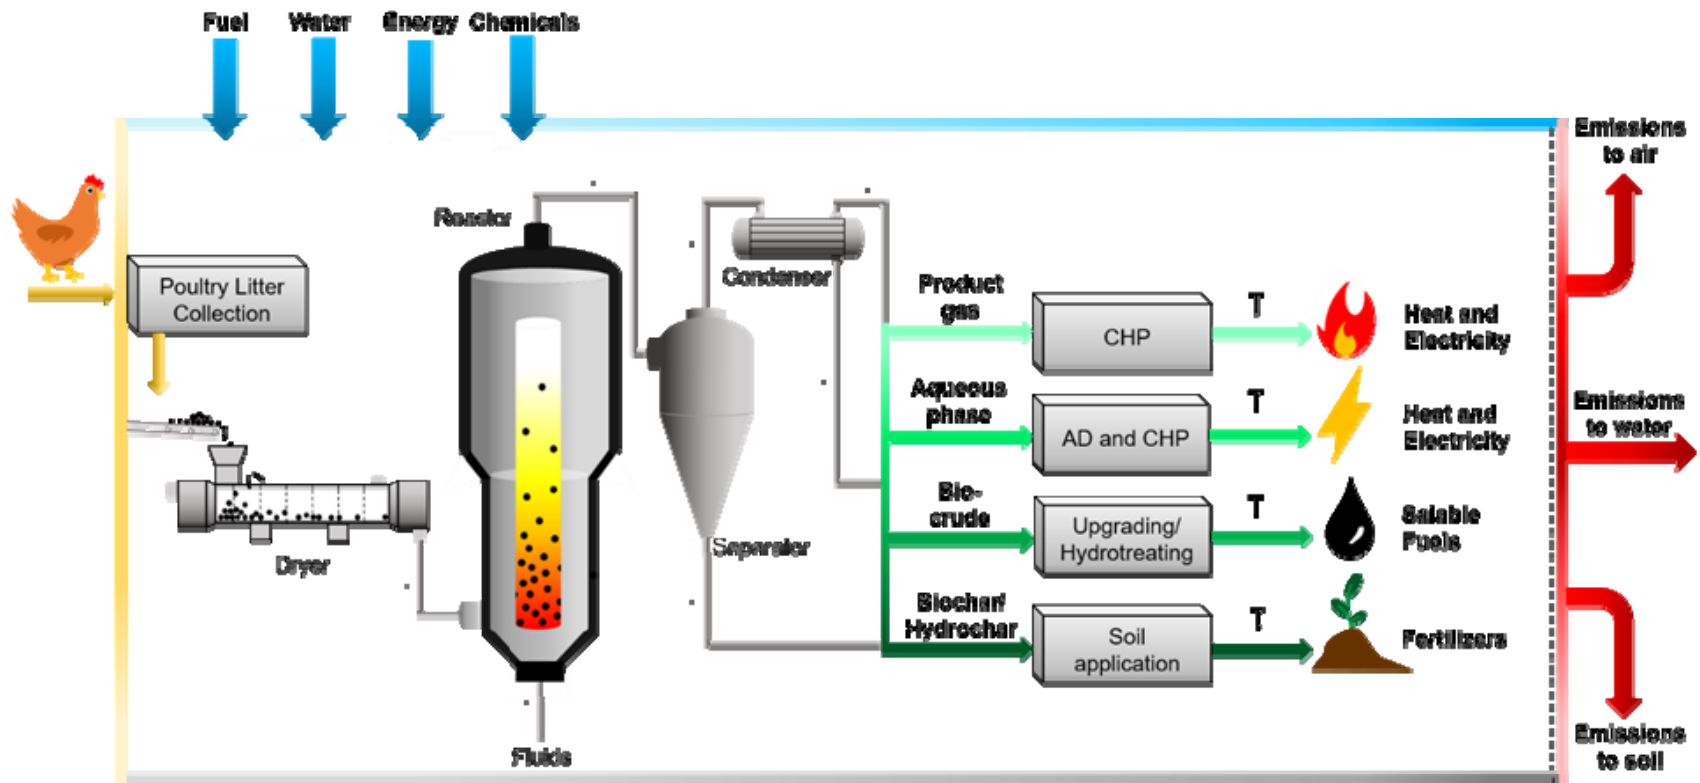 Fuel
Water
Energy
Chemicals
Emissions
to air
Reactor
Poultry Litter
Collection
Condenser
Product
gas
CHP
T
Heat and
Electricity
Aqueous
phase
AD and CHP
T
Heat and
Electricity
Emissions
to water
Bio-
crude
Upgrading/
Hydrotreating
T
Salable
Fuels
Separator
Dryer
Biochar/
Hydrochar
Soil
application
T
Fertilizers
Fluids
Emissions
to soil